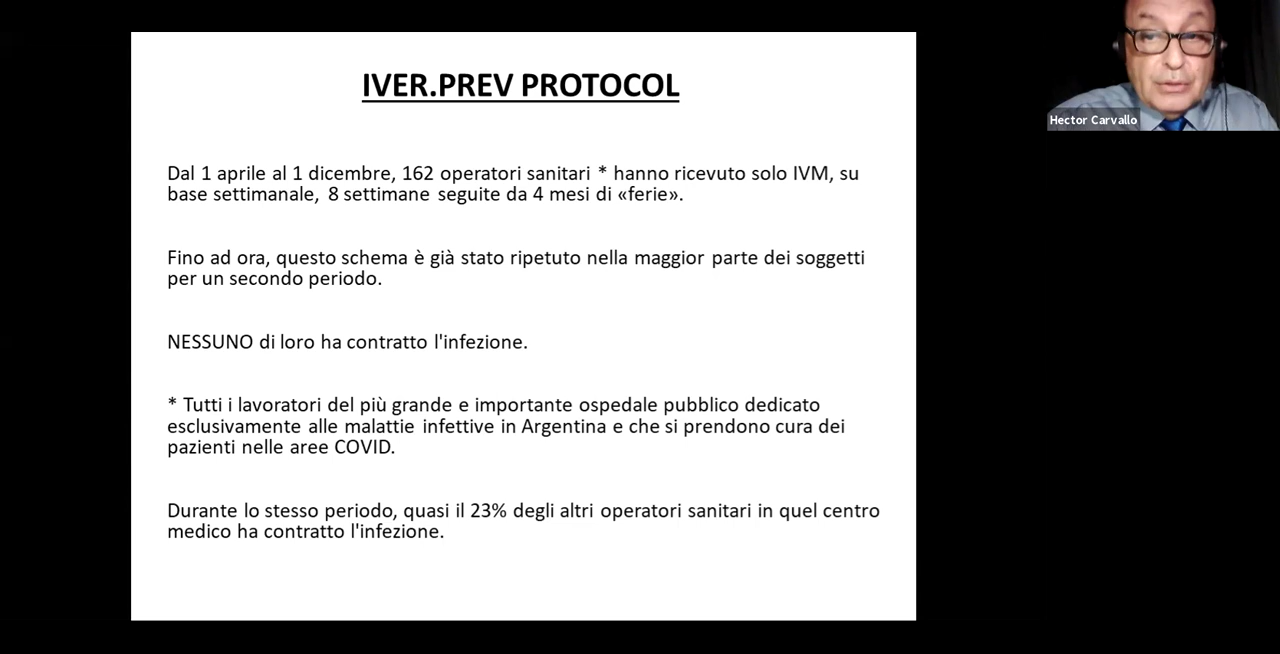 IVER.PREV PROTOCOL
Hector Carvallo
Dal 1 aprile al 1 dicembre, 162 operatori sanitari * hanno ricevuto solo IVM, su
base settimanale, 8 settimane seguite da 4 mesi di «ferie».
Fino ad ora, questo schema è già stato ripetuto nella maggior parte dei soggetti
per un secondo periodo.
NESSUNO di loro ha contratto l'infezione.
* Tutti i lavoratori del più grande e importante ospedale pubblico dedicato
esclusivamente alle malattie infettive in Argentina e che si prendono cura dei
pazienti nelle aree COVID.
Durante lo stesso periodo, quasi il 23% degli altri operatori sanitari in quel centro
medico ha contratto l'infezione.